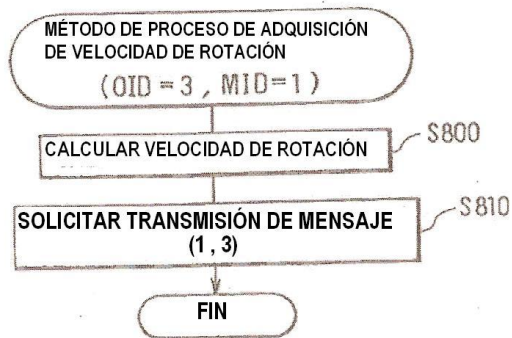 MÉTODO DE PROCESO DE ADQUISICIÓN
DE VELOCIDAD DE ROTACIÓN
(OID = 3 , MID=1)
CALCULAR VELOCIDAD DE ROTACIÓN
S800
SOLICITAR TRANSMISIÓN DE MENSAJE
(1 , 3)
S810
FIN